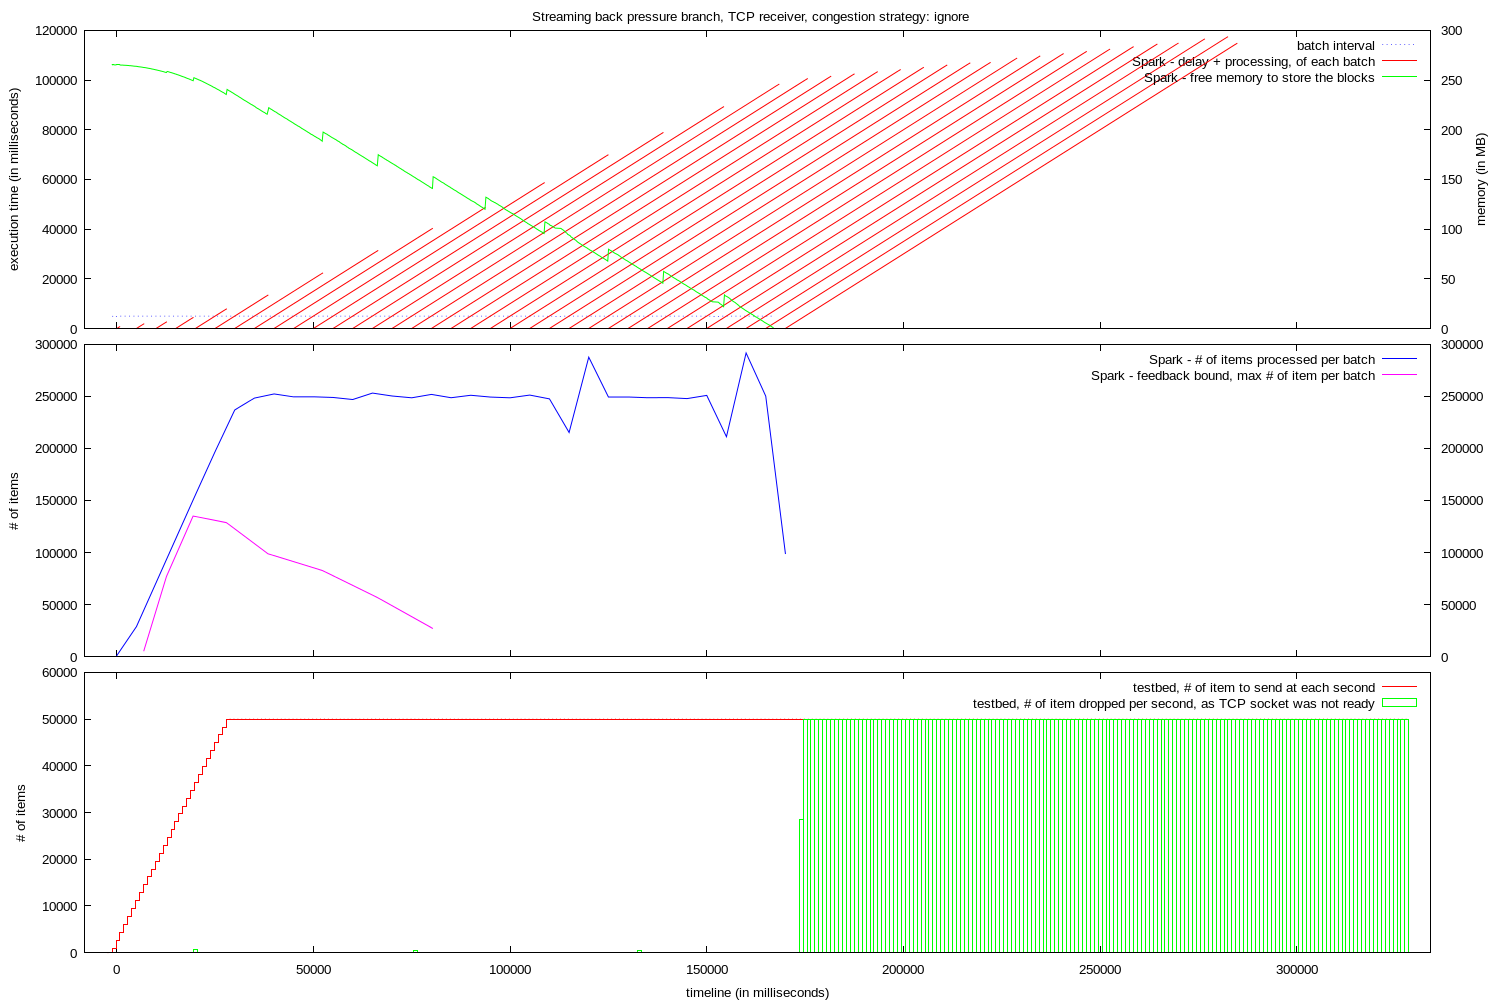 Streaming back pressure branch, TCP receiver, congestion strategy: ignore
120000
100000
80000
60000
40000
20000
0
execution time (in milliseconds)
300
250
200
150
100
50
0
memory (in MB)
batch interval
Spark - delay + processing, of each batch
Spark - free memory to store the blocks
300000
250000
200000
150000
100000
50000
0
# of items
300000
250000
200000
150000
100000
50000
0
Spark - # of items processed per batch
Spark - feedback bound, max # of item per batch
60000
50000
40000
30000
20000
10000
0
# of items
testbed, # of item to send at each second
testbed, # of item dropped per second, as TCP socket was not ready
0 50000 100000 150000 200000 250000 300000
timeline (in milliseconds)